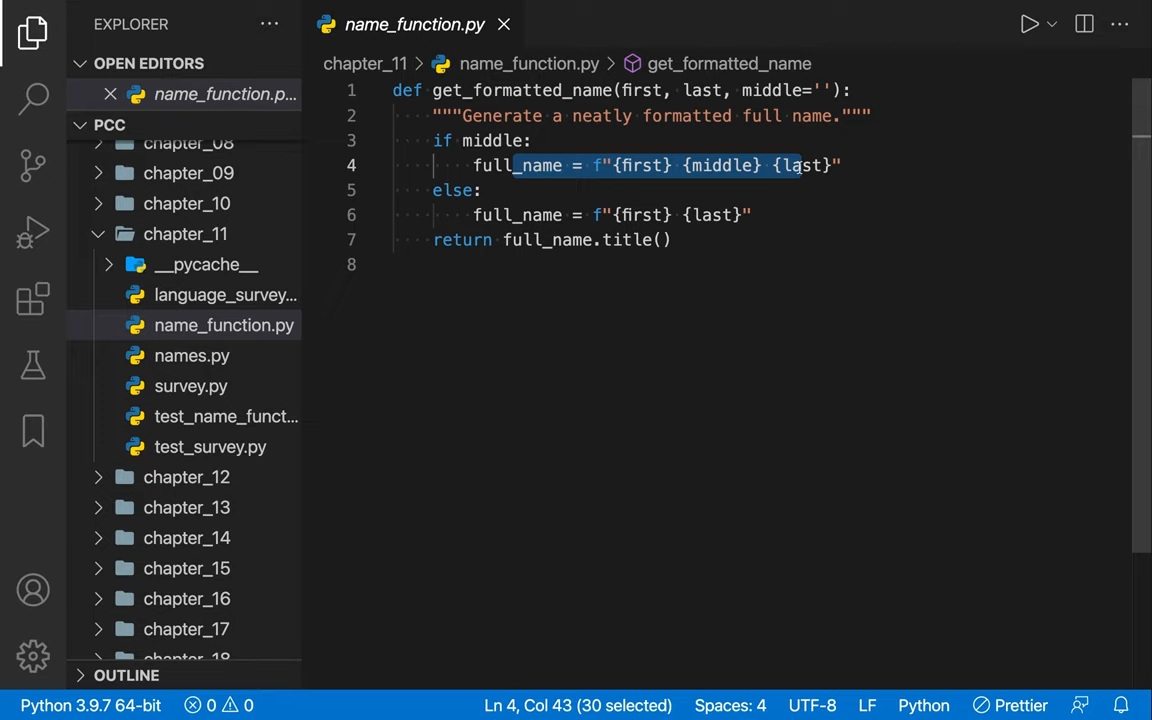 EXPLORER
OPEN EDITORS
name_function.p...
PCC
chapter_08
chapter_09
chapter_10
chapter_11
__pycache__
language_survey...
name_function.py
names.py
survey.py
test_name_funct...
test_survey.py
chapter_12
chapter_13
chapter_14
chapter_15
chapter_16
chapter_17
chapter_18
OUTLINE
name_function.py
chapter_11 > name_function.py > get_formatted_name
1 def get_formatted_name(first, last, middle=''):
2 """Generate a neatly formatted full name."""
3 if middle:
4 full_name = f"{first} {middle} {last}"
5 else:
6 full_name = f"{first} {last}"
7 return full_name.title()
8
Python 3.9.7 64-bit 0 0 Ln 4, Col 43 (30 selected) Spaces: 4 UTF-8 LF Python Prettier